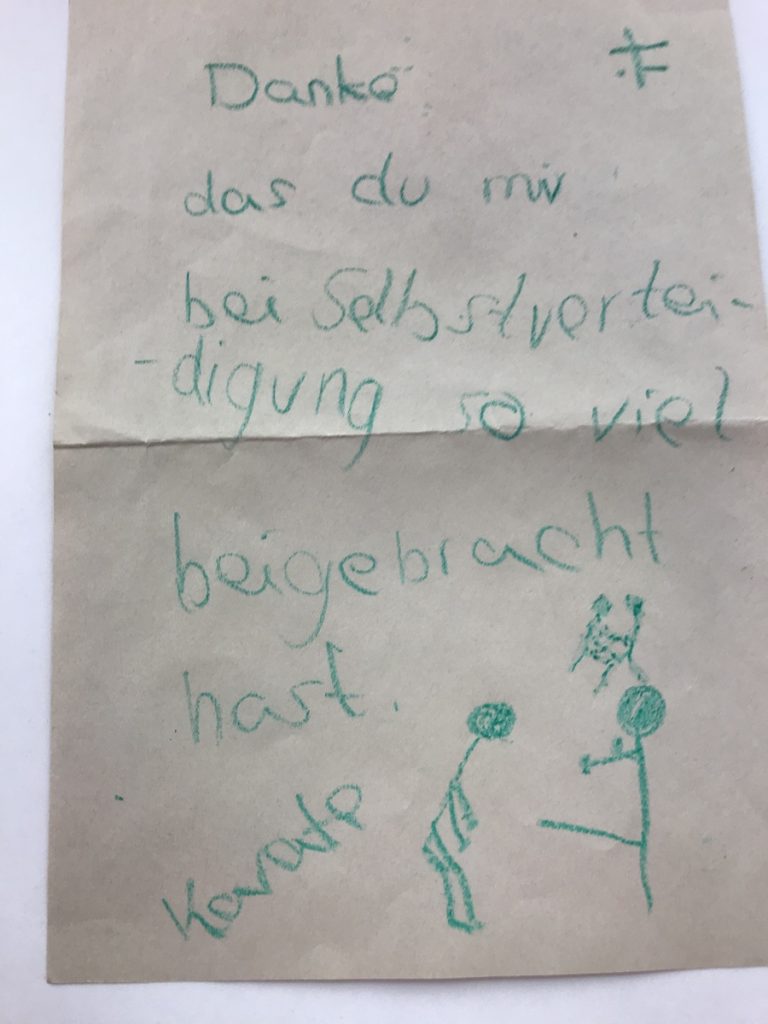 Danke
das du mir
bei Selbstvertei-
-digung so viel
beigebracht
hast.
Karate